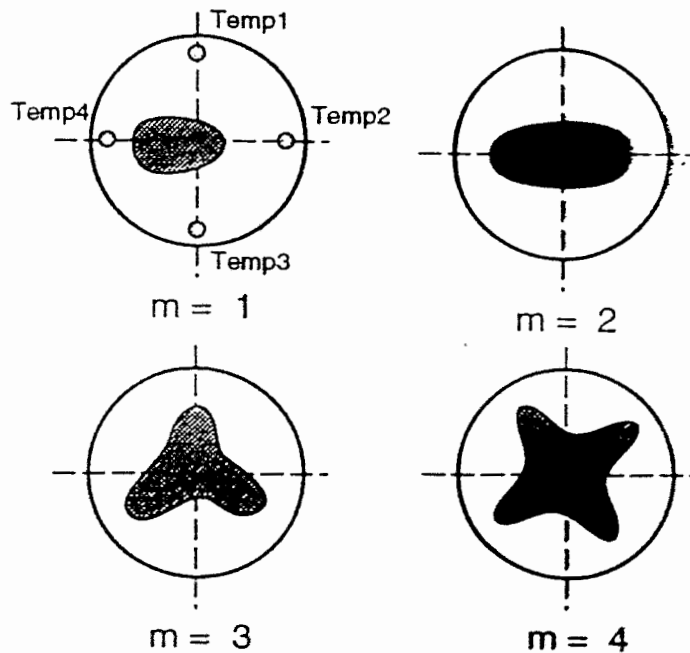 Temp1
Temp4
Temp2
Temp3
m = 1
m = 2
m = 3
m = 4